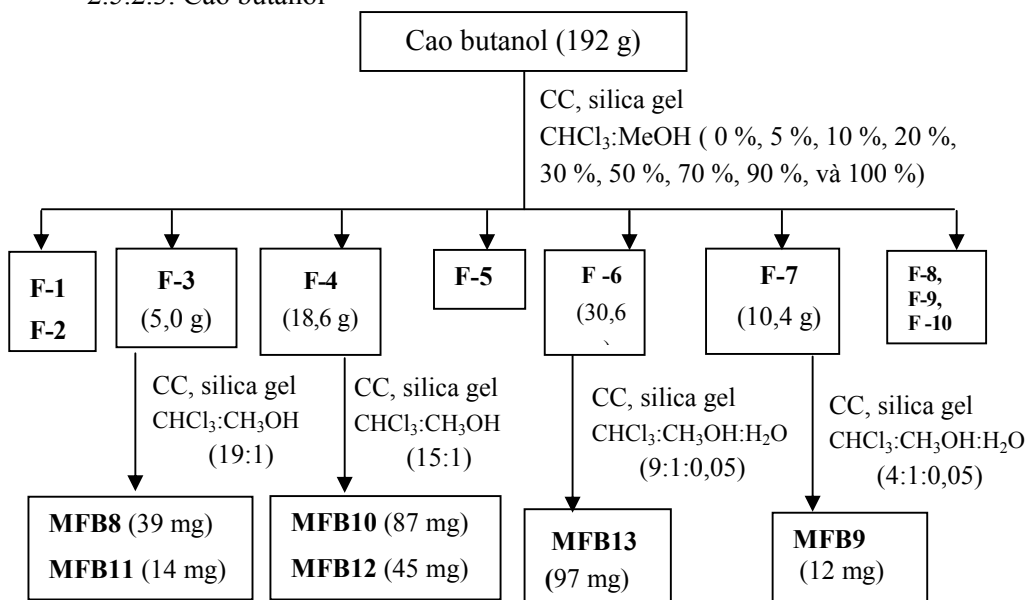 2.3.2.3. Cao butanol
Cao butanol (192 g)
CC, silica gel
CHCl₃:MeOH ( 0 %, 5 %, 10 %, 20 %,
30 %, 50 %, 70 %, 90 %, và 100 %)
F-1
F-2
F-3
(5,0 g)
F-4
(18,6 g)
F-5
F -6
(30,6
F-7
(10,4 g)
F-8,
F-9,
F -10
CC, silica gel
CHCl₃:CH₃OH
(19:1)
CC, silica gel
CHCl₃:CH₃OH
(15:1)
CC, silica gel
CHCl₃:CH₃OH:H₂O
(9:1:0,05)
CC, silica gel
CHCl₃:CH₃OH:H₂O
(4:1:0,05)
MFB8 (39 mg)
MFB11 (14 mg)
MFB10 (87 mg)
MFB12 (45 mg)
MFB13
(97 mg)
MFB9
(12 mg)